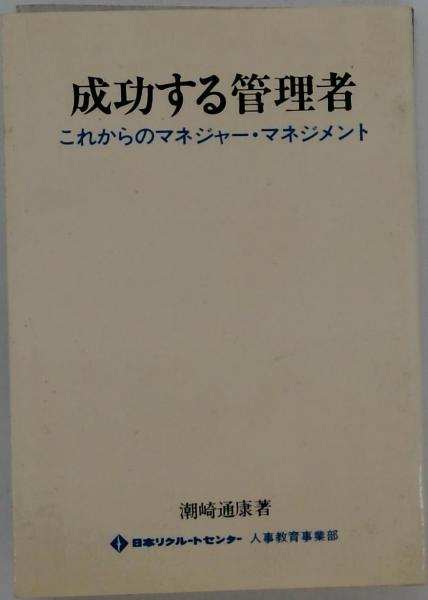 成功する管理者
これからのマネジャー・マネジメント
潮崎通康著
日本リクルートセンター 人事教育事業部